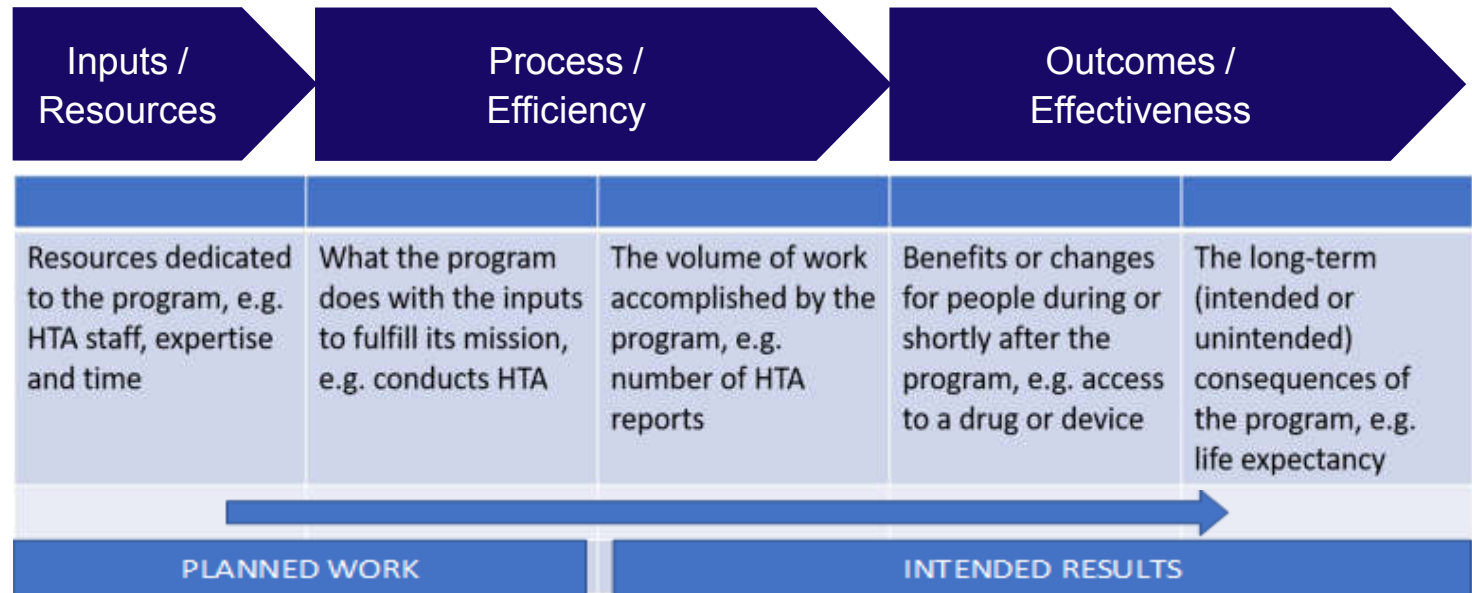 Inputs /
Resources
Process /
Efficiency
Outcomes /
Effectiveness
Resources dedicated
to the program, e.g.
HTA staff, expertise
and time
What the program
does with the inputs
to fulfill its mission,
e.g. conducts HTA
The volume of work
accomplished by the
program, e.g.
number of HTA
reports
Benefits or changes
for people during or
shortly after the
program, e.g. access
to a drug or device
The long-term
(intended or
unintended)
consequences of
the program, e.g.
life expectancy
PLANNED WORK
INTENDED RESULTS